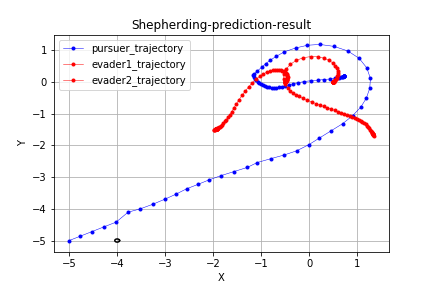 Shepherding-prediction-result
pursuer_trajectory
evader1_trajectory
evader2_trajectory
Y
1
0
−1
−2
−3
−4
−5
−5 −4 −3 −2 −1 0 1
X